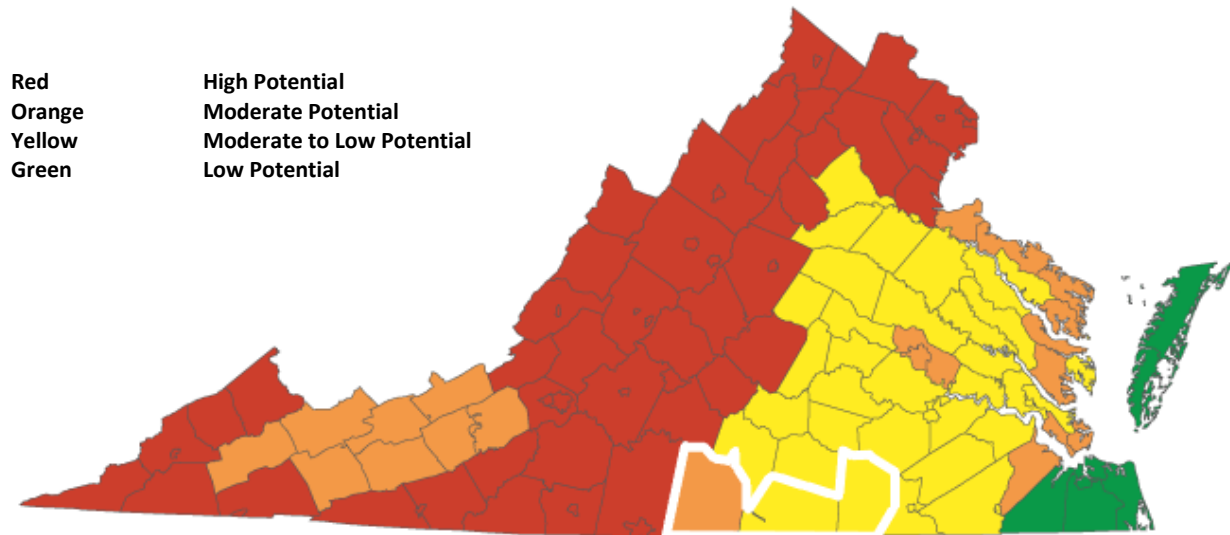 Red High Potential
Orange Moderate Potential
Yellow Moderate to Low Potential
Green Low Potential